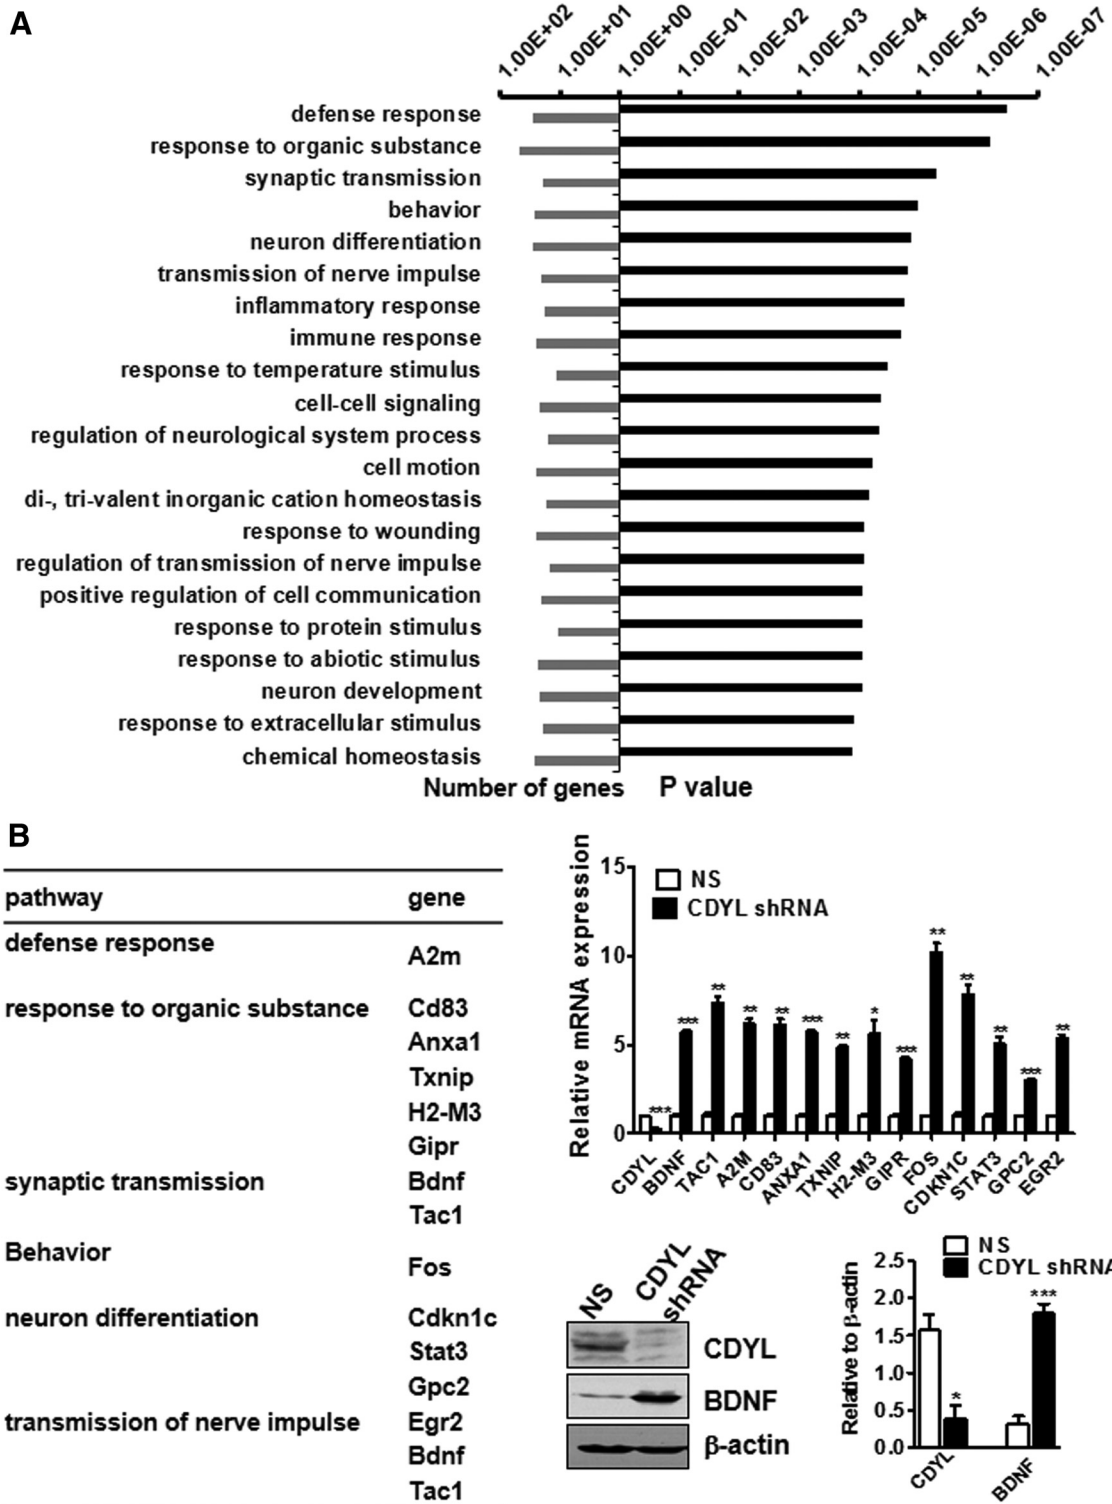 A
1.00E+02 1.00E+01 1.00E+00 1.00E-01 1.00E-02 1.00E-03 1.00E-04 1.00E-05 1.00E-06 1.00E-07
defense response
response to organic substance
synaptic transmission
behavior
neuron differentiation
transmission of nerve impulse
inflammatory response
immune response
response to temperature stimulus
cell-cell signaling
regulation of neurological system process
cell motion
di-, tri-valent inorganic cation homeostasis
response to wounding
regulation of transmission of nerve impulse
positive regulation of cell communication
response to protein stimulus
response to abiotic stimulus
neuron development
response to extracellular stimulus
chemical homeostasis
Number of genes P value
B
pathway gene
defense response A2m
response to organic substance Cd83
Anxa1
Txnip
H2-M3
Gipr
synaptic transmission Bdnf
Tac1
Behavior Fos
neuron differentiation Cdkn1c
Stat3
Gpc2
transmission of nerve impulse Egr2
Bdnf
Tac1
Relative mRNA expression
15
10
5
0
NS
CDYL shRNA
*** *** ** ** ** *** ** * *** ** ** ** *** **
CDYL BDNF TAC1 A2M CD83 ANXA1 TXNIP H2-M3 GIPR FOS CDKN1C STAT3 GPC2 EGR2
NS CDYL shRNA
CDYL
BDNF
β-actin
Relative to β-actin
2.5
2.0
1.5
1.0
0.5
0.0
NS
CDYL shRNA
* ***
CDYL BDNF